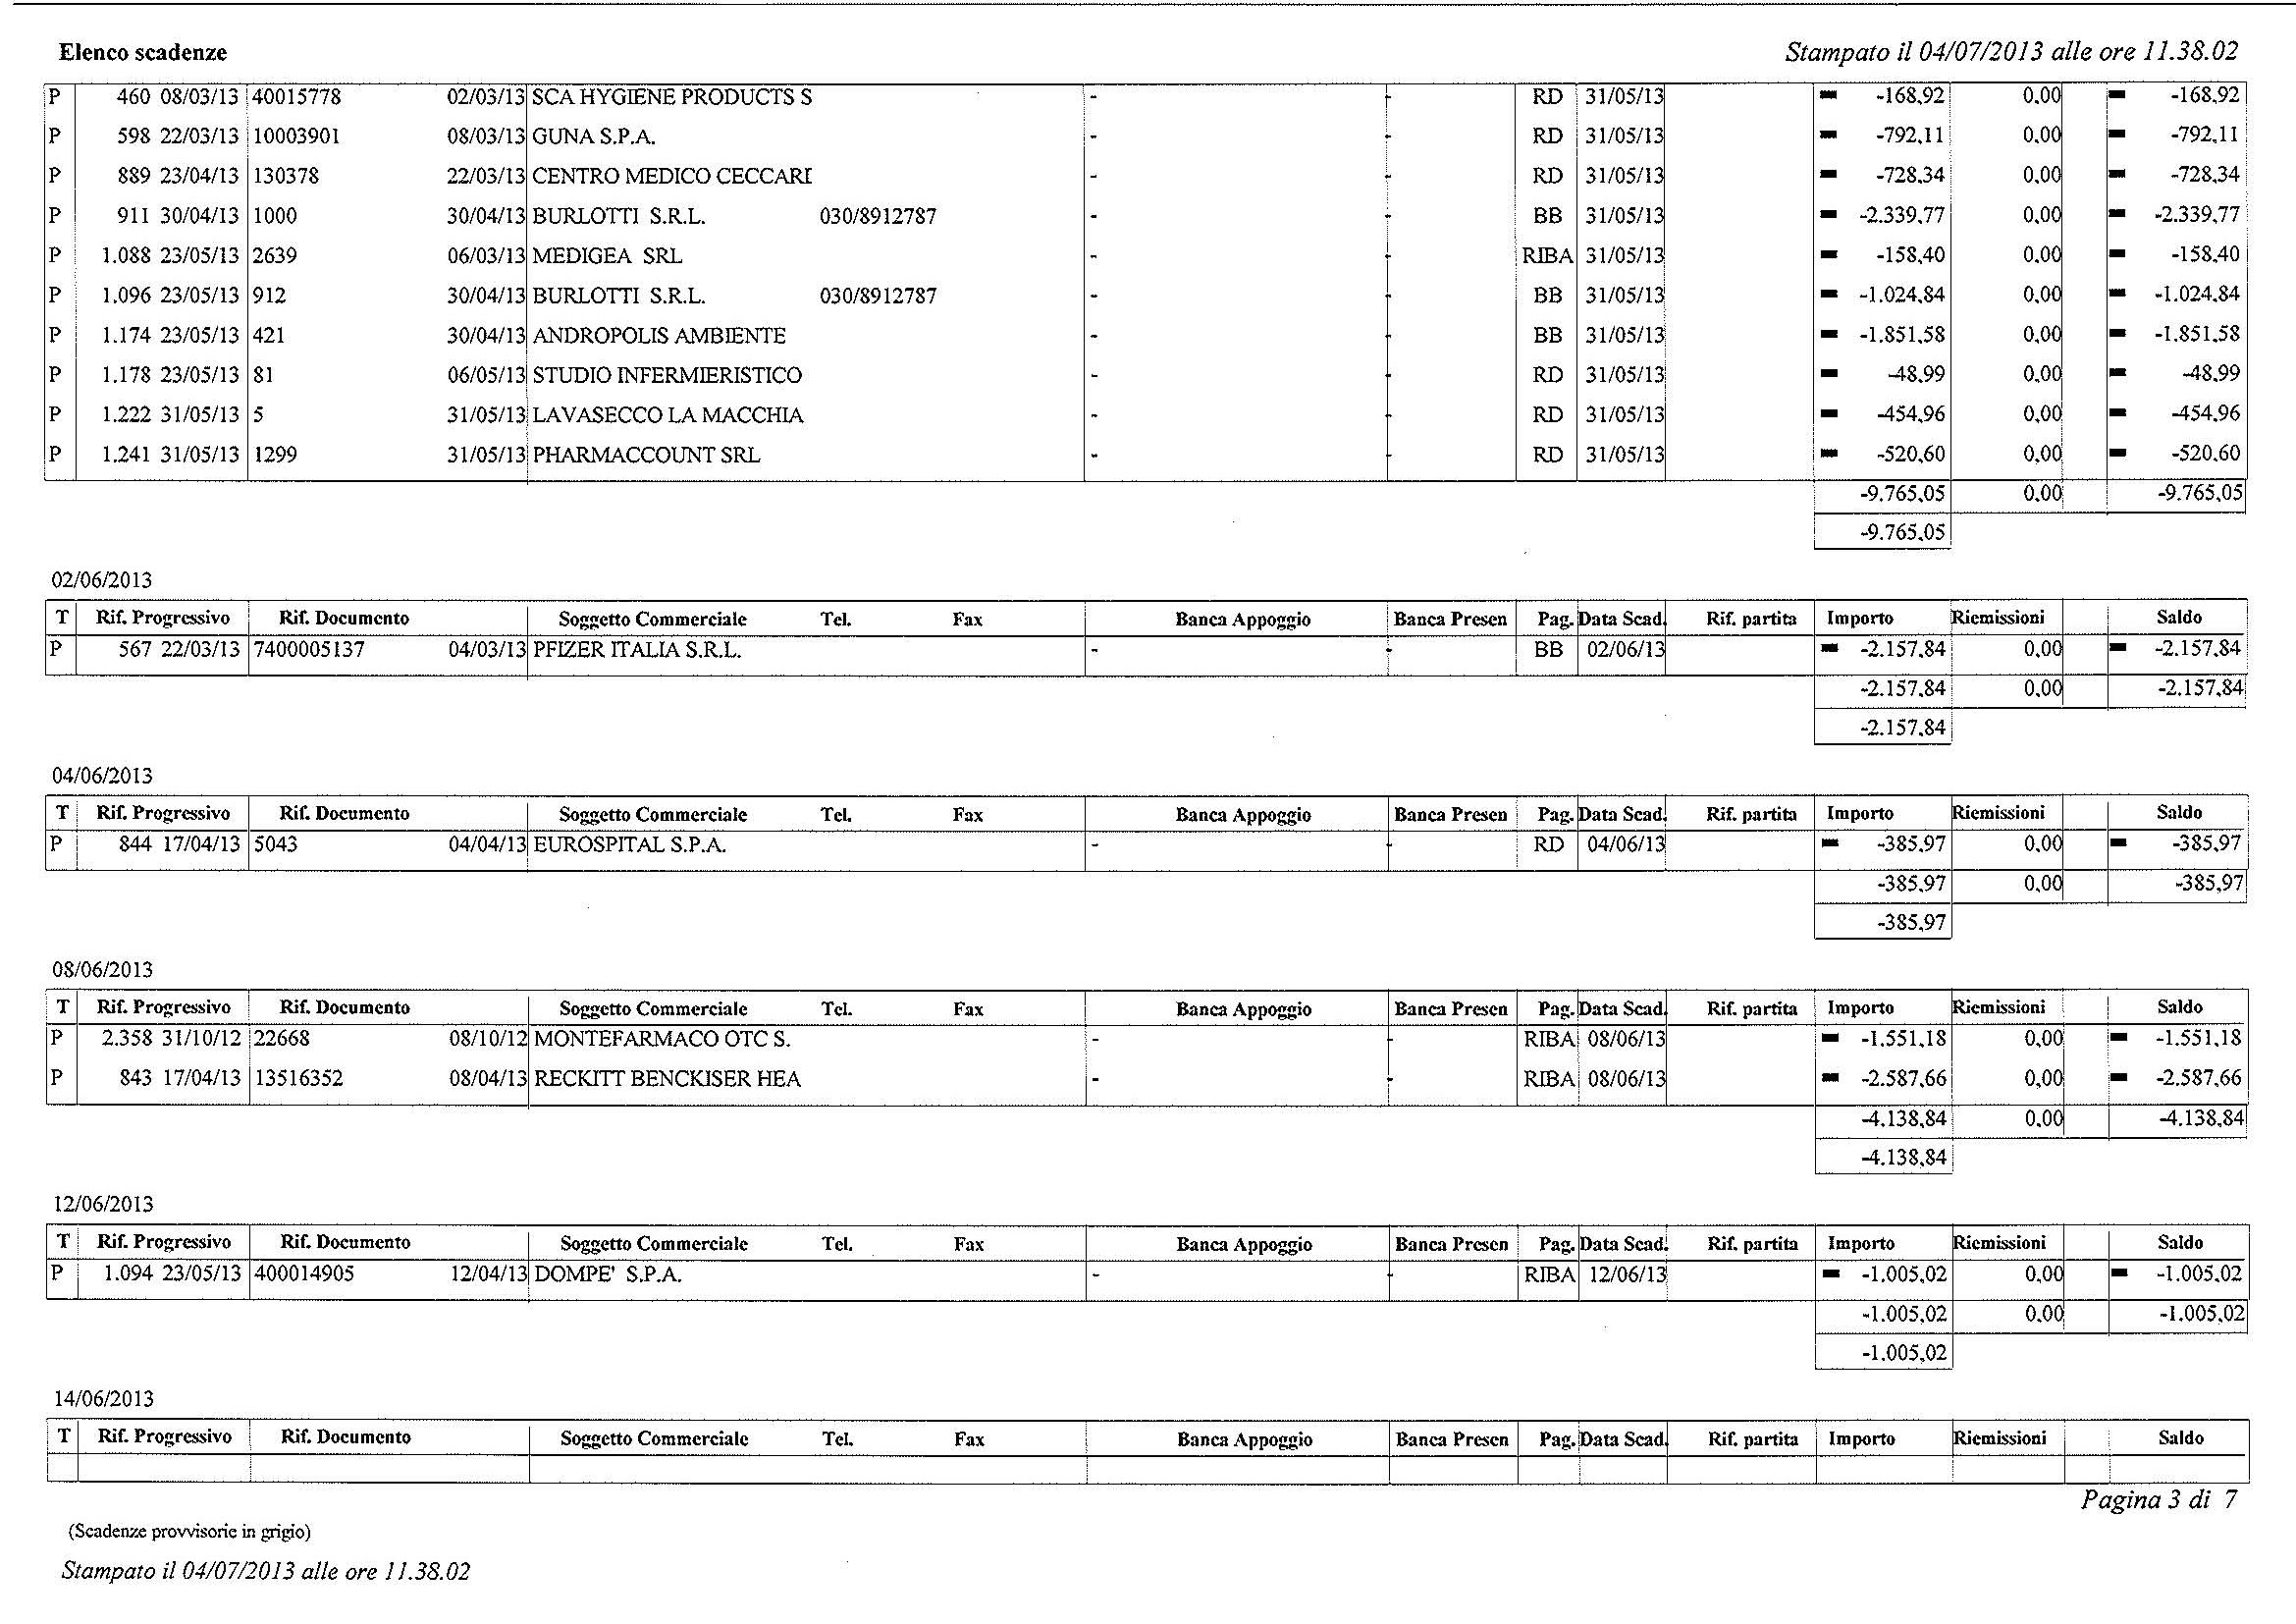 Elenco scadenze Stampato il 04/07/2013 alle ore 11.38.02
P 460 08/03/13 40015778 02/03/13 SCA HYGIENE PRODUCTS S - - RD 31/05/13 -168,92 0,00 -168,92
P 598 22/03/13 10003901 08/03/13 GUNA S.P.A. - - RD 31/05/13 -792,11 0,00 -792,11
P 889 23/04/13 130378 22/03/13 CENTRO MEDICO CECCARE - - RD 31/05/13 -728,34 0,00 -728,34
P 911 30/04/13 1000 30/04/13 BURLOTTI S.R.L. 030/8912787 - - BB 31/05/13 -2.339,77 0,00 -2.339,77
P 1.088 23/05/13 2639 06/03/13 MEDIGEA SRL - - RIBA 31/05/13 -158,40 0,00 -158,40
P 1.096 23/05/13 912 30/04/13 BURLOTTI S.R.L. 030/8912787 - - BB 31/05/13 -1.024,84 0,00 -1.024,84
P 1.174 23/05/13 421 30/04/13 ANDROPOLIS AMBIENTE - - BB 31/05/13 -1.851,58 0,00 -1.851,58
P 1.178 23/05/13 81 06/05/13 STUDIO INFERMIERISTICO - - RD 31/05/13 -48,99 0,00 -48,99
P 1.222 31/05/13 5 31/05/13 LAVASECCO LA MACCHIA - - RD 31/05/13 -454,96 0,00 -454,96
P 1.241 31/05/13 1299 31/05/13 PHARMACCOUNT SRL - - RD 31/05/13 -520,60 0,00 -520,60
-9.765,05 0,00 -9.765,05
-9.765,05
02/06/2013
T Rif. Progressivo Rif. Documento Soggetto Commerciale Tel. Fax Banca Appoggio Banca Presen Pag. Data Scad. Rif. partita Importo Riemissioni Saldo
P 567 22/03/13 7400005137 04/03/13 PFIZER ITALIA S.R.L. - - BB 02/06/13 -2.157,84 0,00 -2.157,84
-2.157,84 0,00 -2.157,84
-2.157,84
04/06/2013
T Rif. Progressivo Rif. Documento Soggetto Commerciale Tel. Fax Banca Appoggio Banca Presen Pag. Data Scad. Rif. partita Importo Riemissioni Saldo
P 844 17/04/13 5043 04/04/13 EUROSPITAL S.P.A. - - RD 04/06/13 -385,97 0,00 -385,97
-385,97 0,00 -385,97
-385,97
08/06/2013
T Rif. Progressivo Rif. Documento Soggetto Commerciale Tel. Fax Banca Appoggio Banca Presen Pag. Data Scad. Rif. partita Importo Riemissioni Saldo
P 2.358 31/10/12 22668 08/10/12 MONTEFARMACO OTC S. - - RIBA 08/06/13 -1.551,18 0,00 -1.551,18
P 843 17/04/13 13516352 08/04/13 RECKITT BENCKISER HEA - - RIBA 08/06/13 -2.587,66 0,00 -2.587,66
-4.138,84 0,00 -4.138,84
-4.138,84
12/06/2013
T Rif. Progressivo Rif. Documento Soggetto Commerciale Tel. Fax Banca Appoggio Banca Presen Pag. Data Scad. Rif. partita Importo Riemissioni Saldo
P 1.094 23/05/13 400014905 12/04/13 DOMPE' S.P.A. - - RIBA 12/06/13 -1.005,02 0,00 -1.005,02
-1.005,02 0,00 -1.005,02
-1.005,02
14/06/2013
T Rif. Progressivo Rif. Documento Soggetto Commerciale Tel. Fax Banca Appoggio Banca Presen Pag. Data Scad. Rif. partita Importo Riemissioni Saldo
Pagina 3 di 7
(Scadenze provvisorie in grigio)
Stampato il 04/07/2013 alle ore 11.38.02